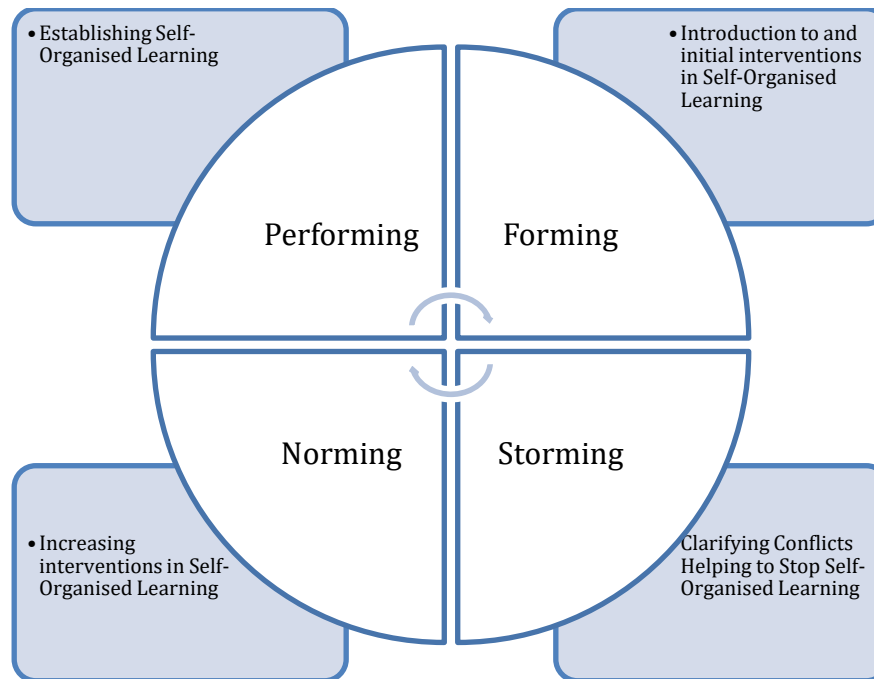 • Establishing Self-
Organised Learning
• Introduction to and
initial interventions
in Self-Organised
Learning
Performing
Forming
Norming
Storming
• Increasing
interventions in Self-
Organised Learning
Clarifying Conflicts
Helping to Stop Self-
Organised Learning